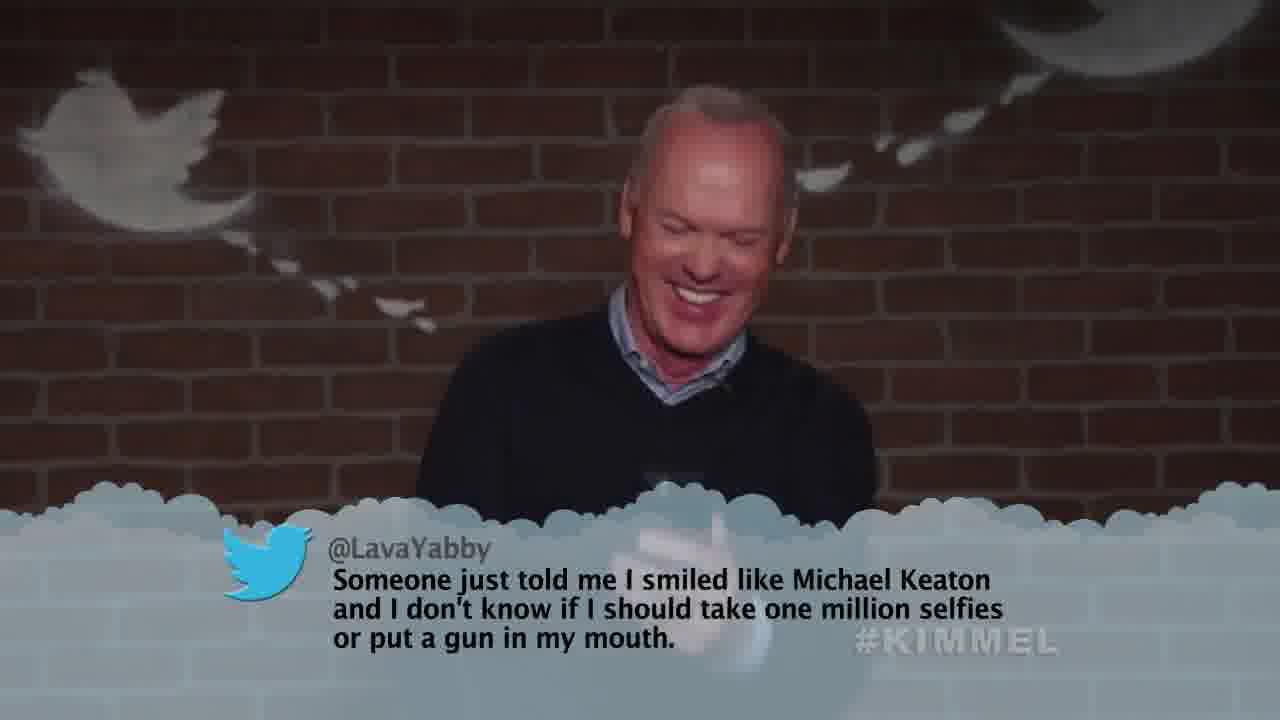 @LavaYabby
Someone just told me I smiled like Michael Keaton
and I don't know if I should take one million selfies
or put a gun in my mouth.
#KIMMEL